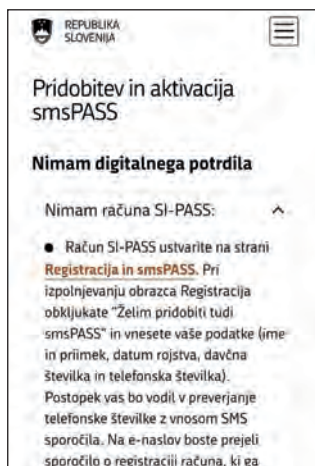 REPUBLIKA
SLOVENIJA
Pridobitev in aktivacija
smsPASS
Nimam digitalnega potrdila
Nimam računa SI-PASS:
● Račun SI-PASS ustvarite na strani
Registracija in smsPASS. Pri
izpolnjevanju obrazca Registracija
obkljukate "Želim pridobiti tudi
smsPASS" in vnesete vaše podatke (ime
in priimek, datum rojstva, davčna
številka in telefonska številka).
Postopek vas bo vodil v preverjanje
telefonske številke z vnosom SMS
sporočila. Na e-naslov boste prejeli
sporočilo o registraciji računa, ki ga